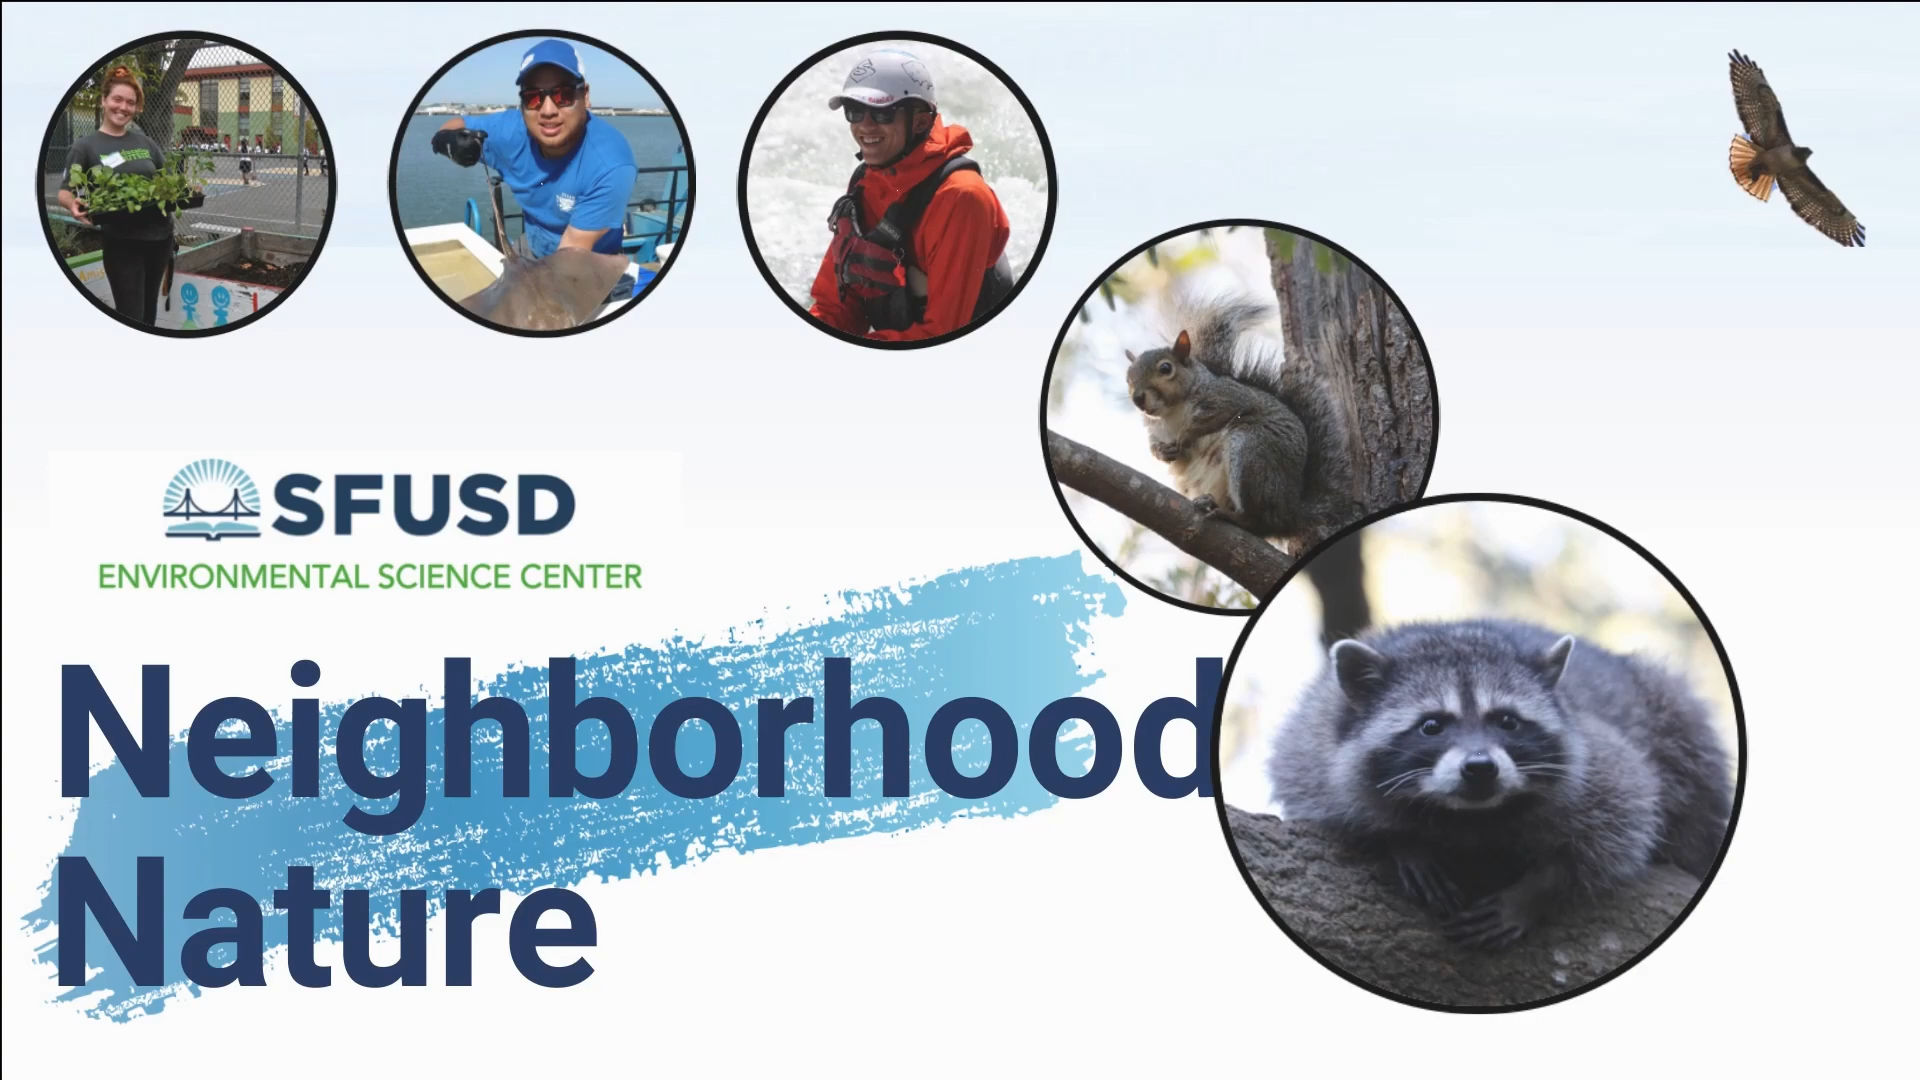 SFUSD
ENVIRONMENTAL SCIENCE CENTER
Neighborhood
Nature